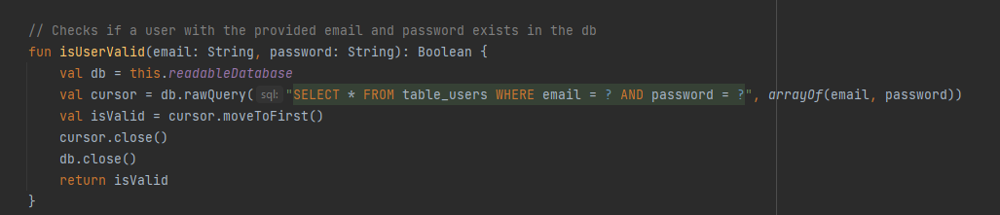 // Checks if a user with the provided email and password exists in the db
fun isUserValid(email: String, password: String): Boolean {
val db = this.readableDatabase
val cursor = db.rawQuery( sql: "SELECT * FROM table_users WHERE email = ? AND password = ?", arrayOf(email, password))
val isValid = cursor.moveToFirst()
cursor.close()
db.close()
return isValid
}